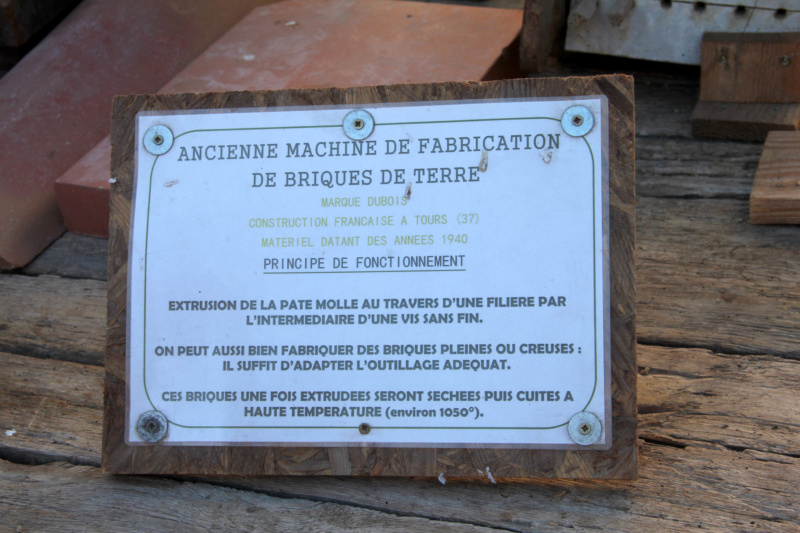 ANCIENNE MACHINE DE FABRICATION
DE BRIQUES DE TERRE
MARQUE DUBOIS
CONSTRUCTION FRANCAISE A TOURS (37)
MATERIEL DATANT DES ANNEES 1940
PRINCIPE DE FONCTIONNEMENT
EXTRUSION DE LA PATE MOLLE AU TRAVERS D'UNE FILIERE PAR
L'INTERMEDIAIRE D'UNE VIS SANS FIN.
ON PEUT AUSSI BIEN FABRIQUER DES BRIQUES PLEINES OU CREUSES :
IL SUFFIT D'ADAPTER L'OUTILLAGE ADEQUAT.
CES BRIQUES UNE FOIS EXTRUDEES SERONT SECHEES PUIS CUITES A
HAUTE TEMPERATURE (environ 1050°).